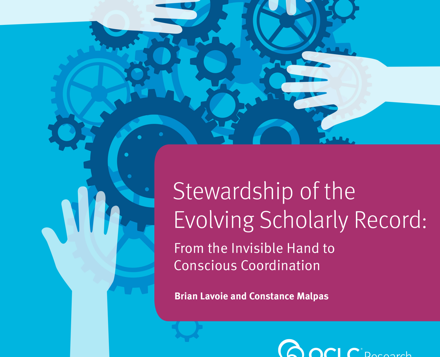 Stewardship of the
Evolving Scholarly Record:
From the Invisible Hand to
Conscious Coordination
Brian Lavoie and Constance Malpas
OCLC Research